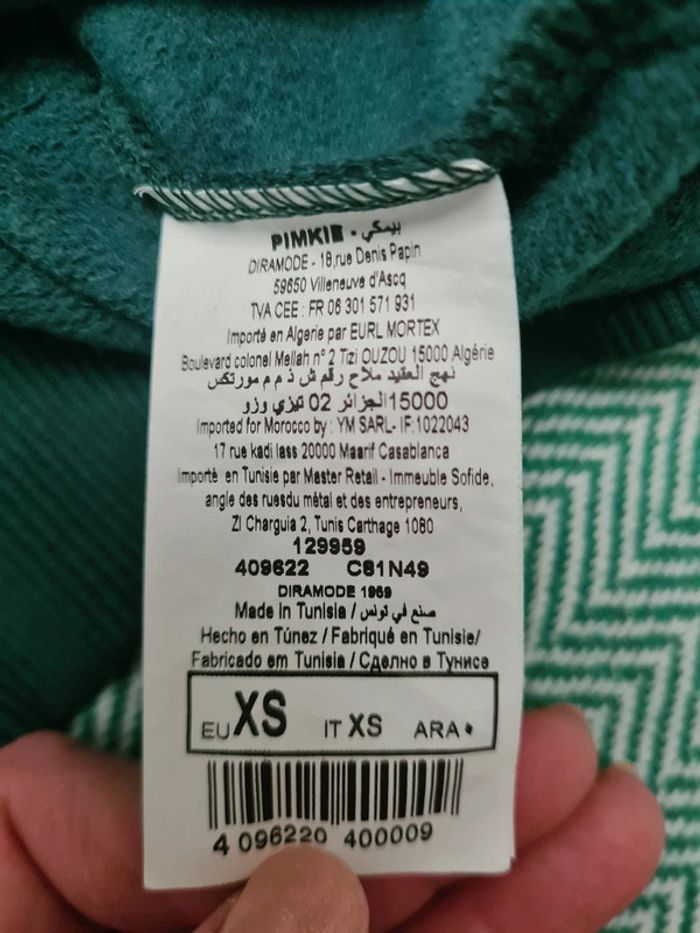 PIMKIE - بيمكي
DIRAMODE - 18,rue Denis Papin
59650 Villeneuve d'Ascq
TVA CEE : FR 06 301 571 931
Importé en Algerie par EURL MORTEX
Boulevard colonel Mellah n° 2 Tizi OUZOU 15000 Algérie
نهج العقيد ملاح رقم ش ذ م م مورتكس
15000الجزائر 02 تيزي وزو
Imported for Morocco by : YM SARL- IF:1022043
17 rue kadi Iass 20000 Maarif Casablanca
Importé en Tunisie par Master Retail - Immeuble Sofide,
angle des ruesdu métal et des entrepreneurs,
ZI Charguia 2, Tunis Carthage 1080
129959
409622 C81N49
DIRAMODE 1969
Made in Tunisia / صنع في تونس
Hecho en Túnez / Fabriqué en Tunisie/
Fabricado em Tunisia / Сделно в Тунисе
EU XS IT XS ARA
4 096220 400009